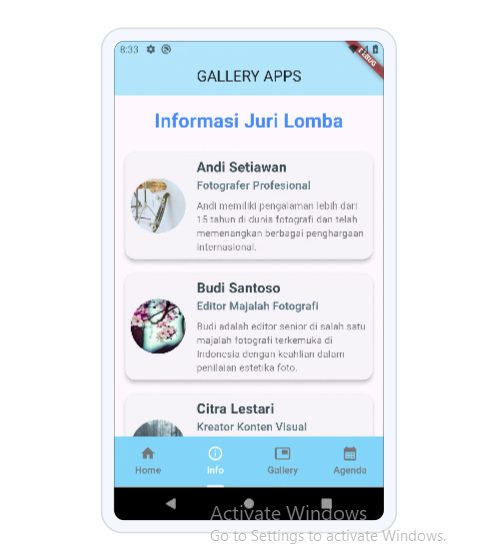 8:33
DEBUG
GALLERY APPS
Informasi Juri Lomba
Andi Setiawan
Fotografer Profesional
Andi memiliki pengalaman lebih dari
15 tahun di dunia fotografi dan telah
memenangkan berbagai penghargaan
internasional.
Budi Santoso
Editor Majalah Fotografi
Budi adalah editor senior di salah satu
majalah fotografi terkemuka di
Indonesia dengan keahlian dalam
penilaian estetika foto.
Citra Lestari
Kreator Konten Visual
Home Info Gallery Agenda
Activate Windows
Go to Settings to activate Windows.